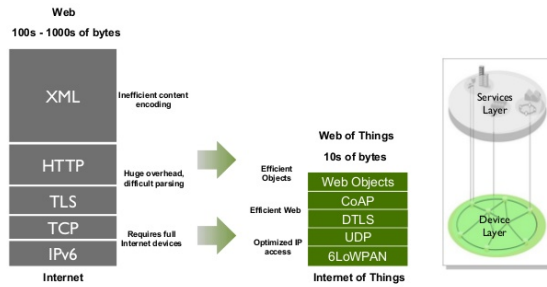 Web
100s - 1000s of bytes
XML
HTTP
TLS
TCP
IPv6
Internet
Inefficient content
encoding
Huge overhead,
difficult parsing
Requires full
Internet devices
Web of Things
10s of bytes
Efficient
Objects
Efficient Web
Optimized IP
access
Web Objects
CoAP
DTLS
UDP
6LoWPAN
Internet of Things
Services
Layer
Device
Layer